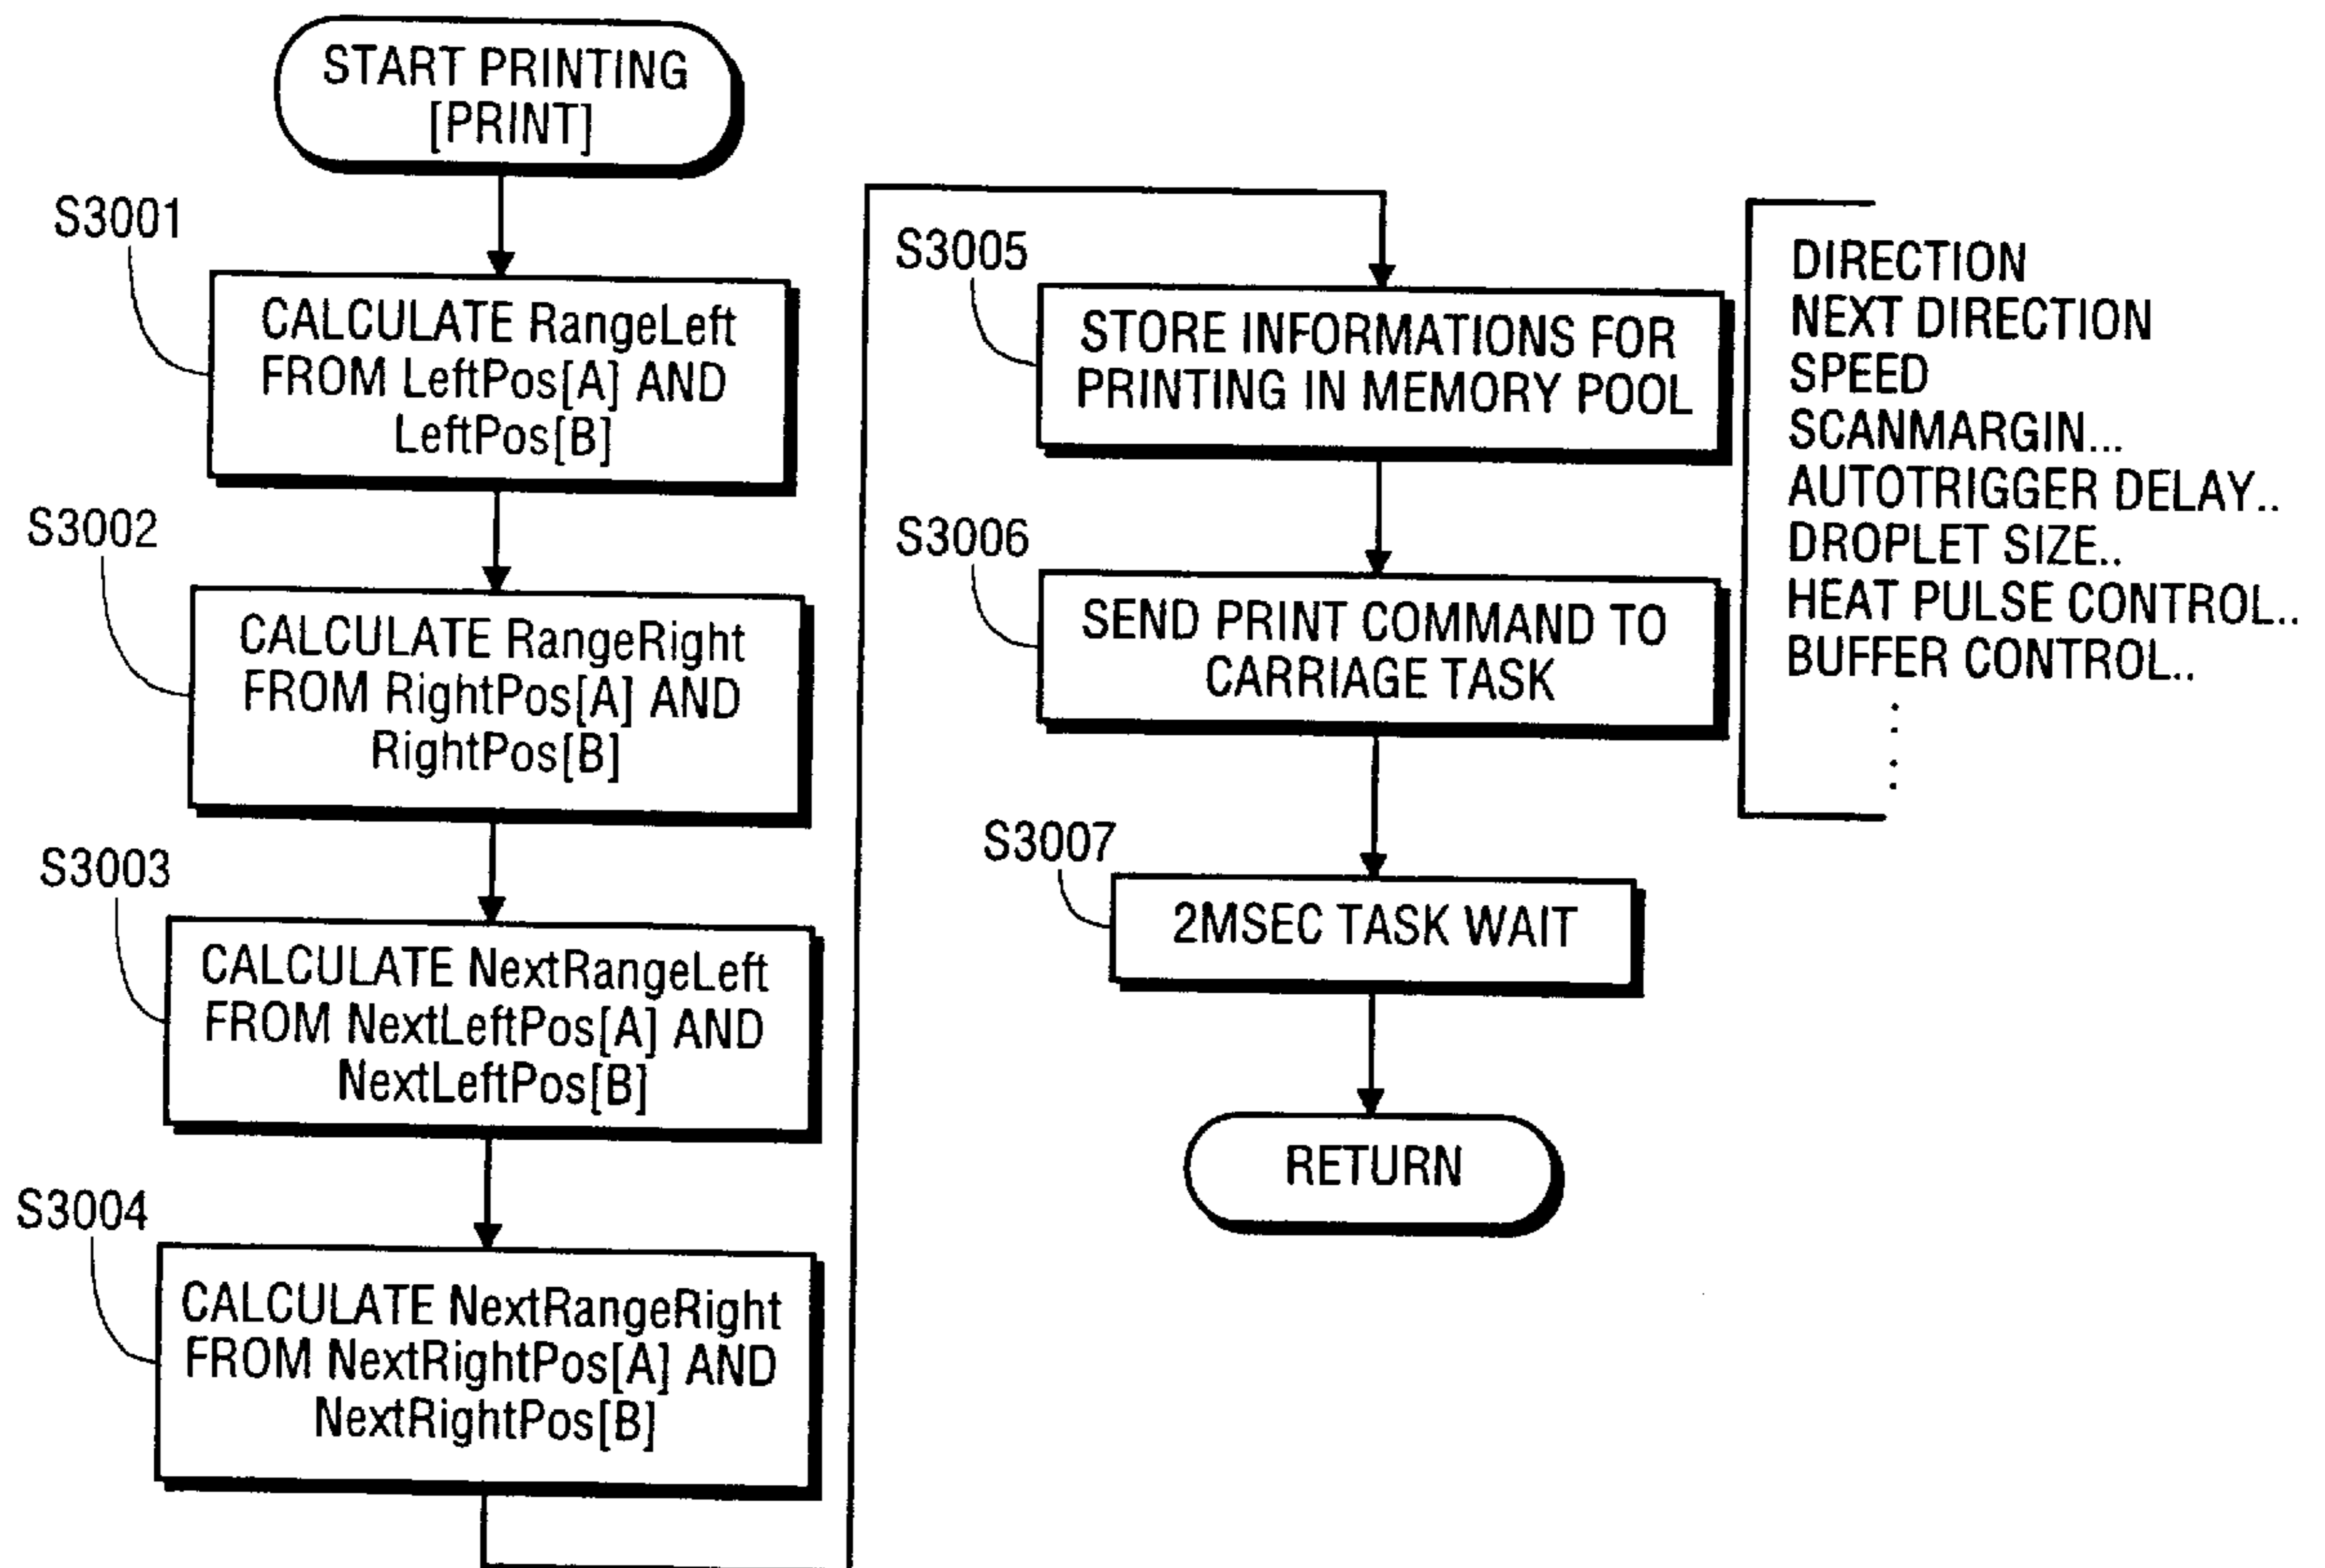 START PRINTING
[PRINT]
S3001
CALCULATE RangeLeft
FROM LeftPos[A] AND
LeftPos[B]
S3002
CALCULATE RangeRight
FROM RightPos[A] AND
RightPos[B]
S3003
CALCULATE NextRangeLeft
FROM NextLeftPos[A] AND
NextLeftPos[B]
S3004
CALCULATE NextRangeRight
FROM NextRightPos[A] AND
NextRightPos[B]
S3005
STORE INFORMATIONS FOR
PRINTING IN MEMORY POOL
S3006
SEND PRINT COMMAND TO
CARRIAGE TASK
S3007
2MSEC TASK WAIT
RETURN
DIRECTION
NEXT DIRECTION
SPEED
SCANMARGIN...
AUTOTRIGGER DELAY..
DROPLET SIZE..
HEAT PULSE CONTROL..
BUFFER CONTROL..